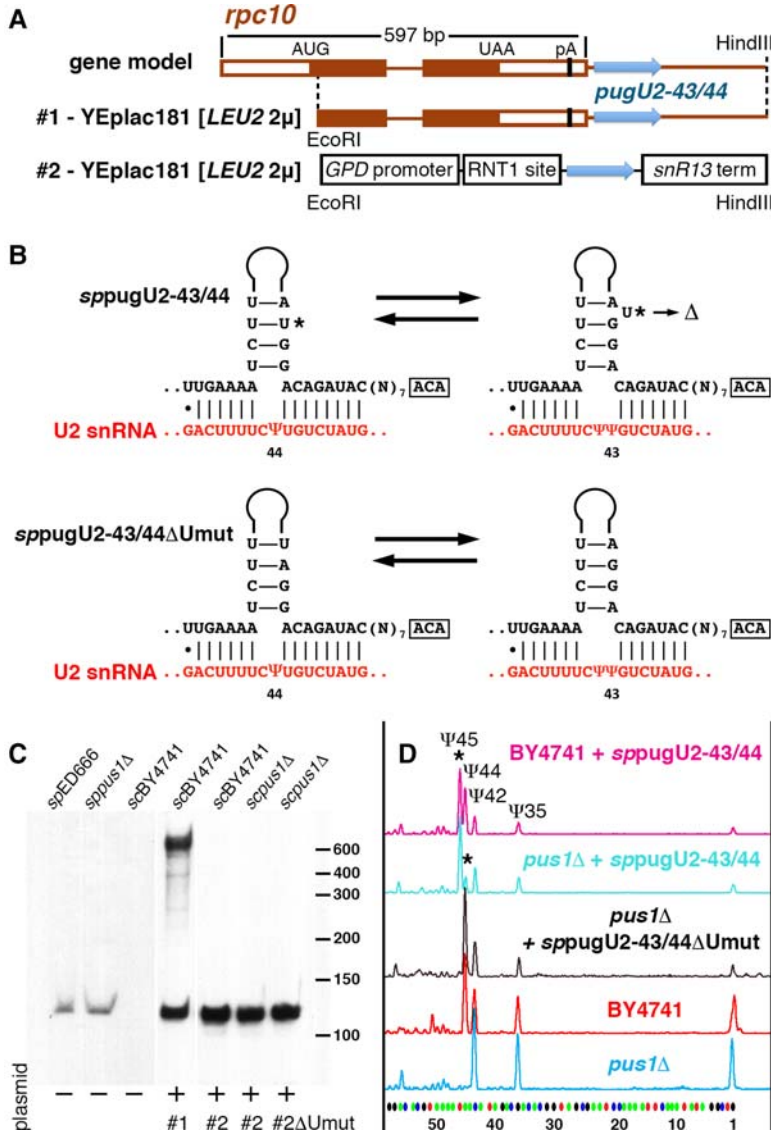 A
rpc10
597 bp
AUG UAA pA HindIII
gene model
pugU2-43/44
#1 - YEplac181 [LEU2 2µ]
EcoRI
#2 - YEplac181 [LEU2 2µ] GPD promoter RNT1 site snR13 term
EcoRI HindIII
B
sppugU2-43/44
U—A U—A
U—U* U—G U* → Δ
C—G C—G
U—G U—A
..UUGAAAA ACAGAUAC(N)7 ACA ..UUGAAAA CAGAUAC(N)7 ACA
U2 snRNA ..GACUUUUCΨUGUCUAUG.. ..GACUUUUCΨΨGUCUAUG..
44 43
sppugU2-43/44ΔUmut
U—U U—A
U—A U—G
C—G C—G
U—G U—A
..UUGAAAA ACAGAUAC(N)7 ACA ..UUGAAAA CAGAUAC(N)7 ACA
U2 snRNA ..GACUUUUCΨUGUCUAUG.. ..GACUUUUCΨΨGUCUAUG..
44 43
C
spED666
sppus1Δ
scBY4741
scBY4741
scBY4741
scpus1Δ
scpus1Δ
600
400
300
200
150
100
plasmid
− − − + + + +
#1 #2 #2 #2ΔUmut
D
Ψ45
*
Ψ44
Ψ42
Ψ35
BY4741 + sppugU2-43/44
*
pus1Δ + sppugU2-43/44
pus1Δ
+ sppugU2-43/44ΔUmut
BY4741
pus1Δ
50 40 30 20 10 1